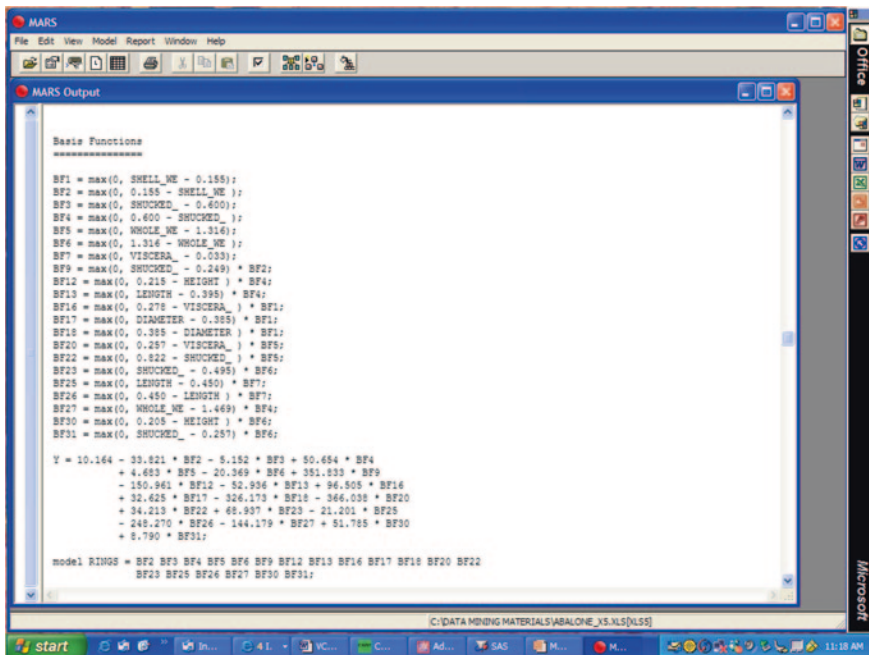 MARS
File Edit View Model Report Window Help
MARS Output
Basis Functions
===============
BF1 = max(0, SHELL_WE - 0.155);
BF2 = max(0, 0.155 - SHELL_WE );
BF3 = max(0, SHUCKED_ - 0.600);
BF4 = max(0, 0.600 - SHUCKED_ );
BF5 = max(0, WHOLE_WE - 1.316);
BF6 = max(0, 1.316 - WHOLE_WE );
BF7 = max(0, VISCERA_ - 0.033);
BF9 = max(0, SHUCKED_ - 0.249) * BF2;
BF12 = max(0, 0.215 - HEIGHT ) * BF4;
BF13 = max(0, LENGTH - 0.395) * BF4;
BF16 = max(0, 0.278 - VISCERA_ ) * BF1;
BF17 = max(0, DIAMETER - 0.385) * BF1;
BF18 = max(0, 0.385 - DIAMETER ) * BF1;
BF20 = max(0, 0.257 - VISCERA_ ) * BF5;
BF22 = max(0, 0.822 - SHUCKED_ ) * BF5;
BF23 = max(0, SHUCKED_ - 0.495) * BF6;
BF25 = max(0, LENGTH - 0.450) * BF7;
BF26 = max(0, 0.450 - LENGTH ) * BF7;
BF27 = max(0, WHOLE_WE - 1.469) * BF4;
BF30 = max(0, 0.205 - HEIGHT ) * BF6;
BF31 = max(0, SHUCKED_ - 0.257) * BF6;
Y = 10.164 - 33.821 * BF2 - 5.152 * BF3 + 50.654 * BF4
+ 4.683 * BF5 - 20.369 * BF6 + 351.833 * BF9
- 150.961 * BF12 - 52.936 * BF13 + 96.505 * BF16
+ 32.625 * BF17 - 326.173 * BF18 - 366.038 * BF20
+ 34.213 * BF22 + 68.937 * BF23 - 21.201 * BF25
- 248.270 * BF26 - 144.179 * BF27 + 51.785 * BF30
+ 8.790 * BF31;
model RINGS = BF2 BF3 BF4 BF5 BF6 BF9 BF12 BF13 BF16 BF17 BF18 BF20 BF22
BF23 BF25 BF26 BF27 BF30 BF31;
C:\DATA MINING MATERIALS\ABALONE_X5.XLS[XLS5]
Office
Microsoft
start
In...
4 I.
VC...
C...
Ad...
SAS
M...
M...
11:18 AM